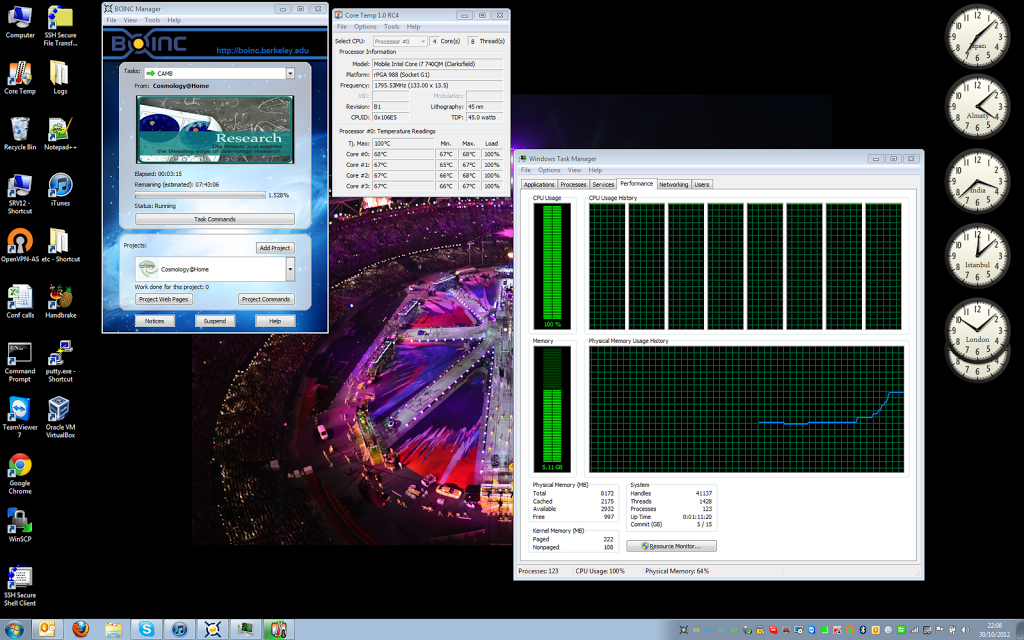 Computer
SSH Secure
File Transf...
Core Temp
Logs
Recycle Bin
Notepad++
SRV12 -
Shortcut
iTunes
OpenVPN-AS
etc - Shortcut
Conf calls
Handbrake
Command
Prompt
putty.exe -
Shortcut
TeamViewer
7
Oracle VM
VirtualBox
Google
Chrome
WinSCP
SSH Secure
Shell Client
BOINC Manager
File View Tools Help
BOINC
http://boinc.berkeley.edu
Tasks: CAMB
From: Cosmology@Home
Research
Dig deeper and explore
the bleeding edge of cosmology research
Elapsed: 00:03:15
Remaining (estimated): 07:43:06
1.528%
Status: Running
Task Commands
Projects:
Add Project
Cosmology@Home
Work done for this project: 0
Project Web Pages
Project Commands
Notices Suspend Help
Core Temp 1.0 RC4
File Options Tools Help
Select CPU: Processor #0 4 Core(s) 8 Thread(s)
Processor Information
Model: Mobile Intel Core i7 740QM (Clarksfield)
Platform: rPGA 988 (Socket G1)
Frequency: 1795.53MHz (133.00 x 13.5)
VID: Modulation:
Revision: B1 Lithography: 45 nm
CPUID: 0x106E5 TDP: 45.0 watts
Processor #0: Temperature Readings
Tj. Max: 100°C Min. Max. Load
Core #0: 68°C 67°C 68°C 100%
Core #1: 67°C 65°C 67°C 100%
Core #2: 67°C 66°C 68°C 100%
Core #3: 67°C 66°C 67°C 100%
Windows Task Manager
File Options View Help
Applications Processes Services Performance Networking Users
CPU Usage CPU Usage History
100 %
Memory Physical Memory Usage History
5.11 GB
Physical Memory (MB)
Total 8172
Cached 2175
Available 2932
Free 997
Kernel Memory (MB)
Paged 222
Nonpaged 108
System
Handles 41137
Threads 1428
Processes 123
Up Time 0:01:11:20
Commit (GB) 5 / 15
Resource Monitor...
Processes: 123 CPU Usage: 100% Physical Memory: 64%
Japan
Almaty
India
Istanbul
London
22:08
30/10/2012